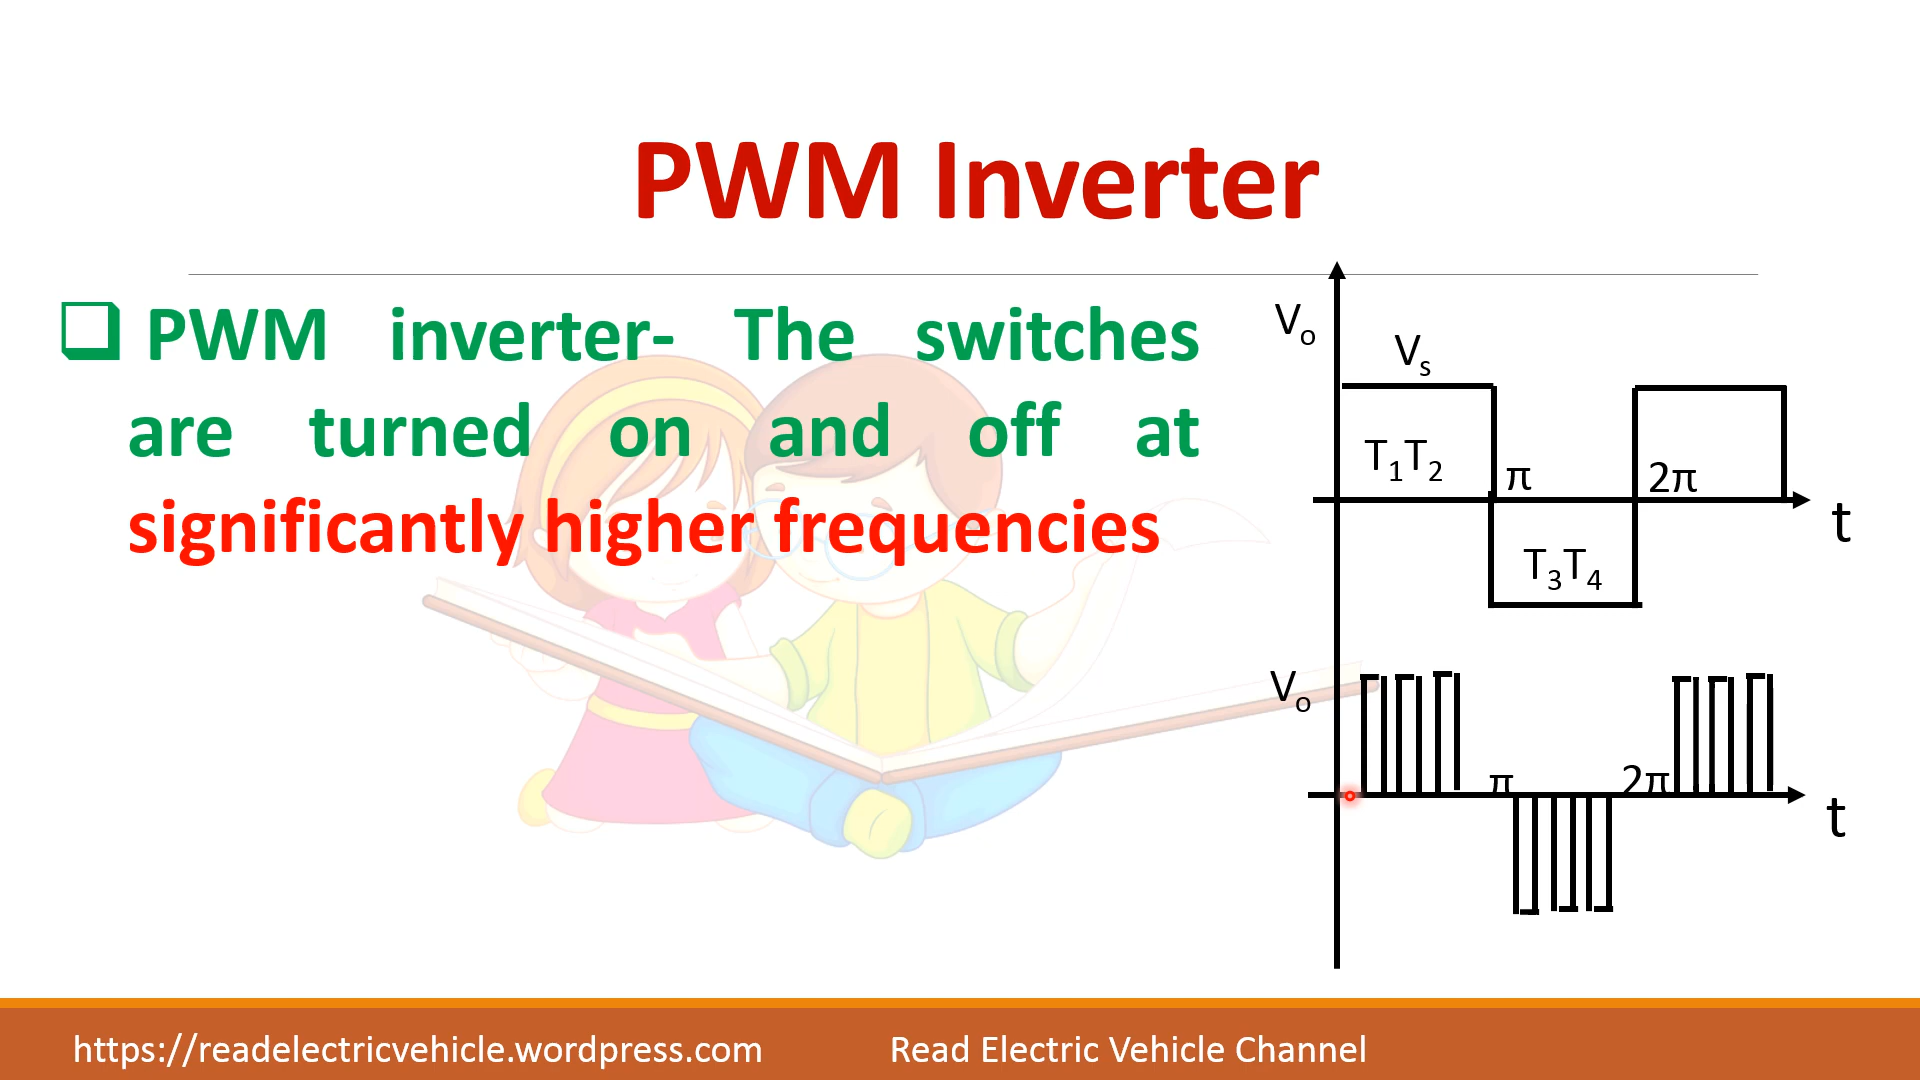 PWM Inverter
❑ PWM inverter- The switches
are turned on and off at
significantly higher frequencies
Vₒ
Vₛ
T₁T₂
π
2π
t
T₃T₄
Vₒ
π
2π
t
https://readelectricvehicle.wordpress.com
Read Electric Vehicle Channel